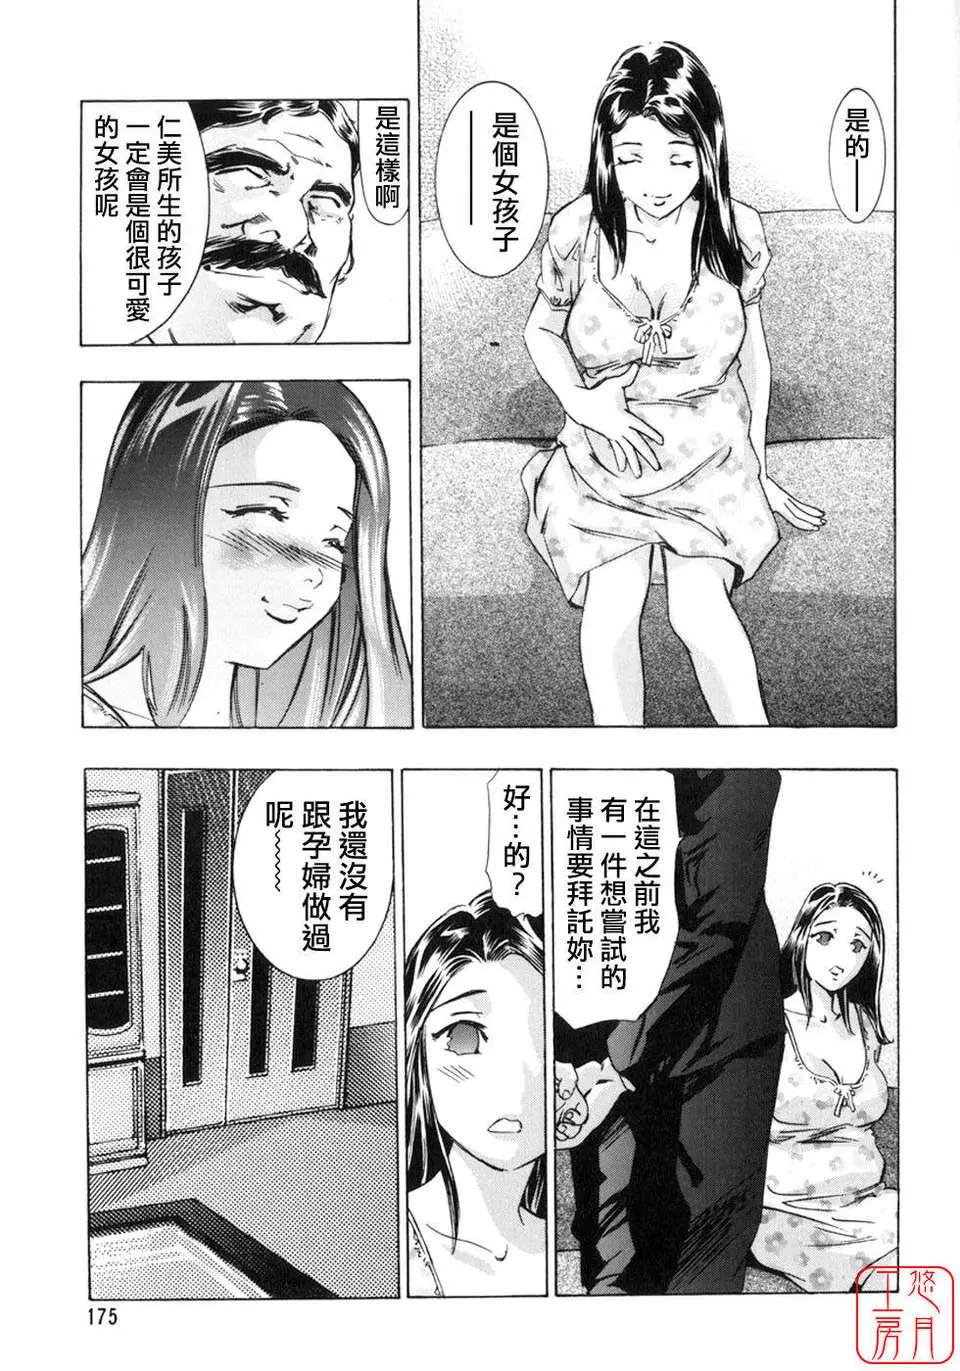 是的——
是個女孩子——
是這樣啊
仁美所生的孩子
一定會是個很可愛
的女孩呢
在這之前我
有一件想嘗試的
事情要拜託妳…
好…的？
我還沒有
跟孕婦做過
呢～～
175
悠月
工房